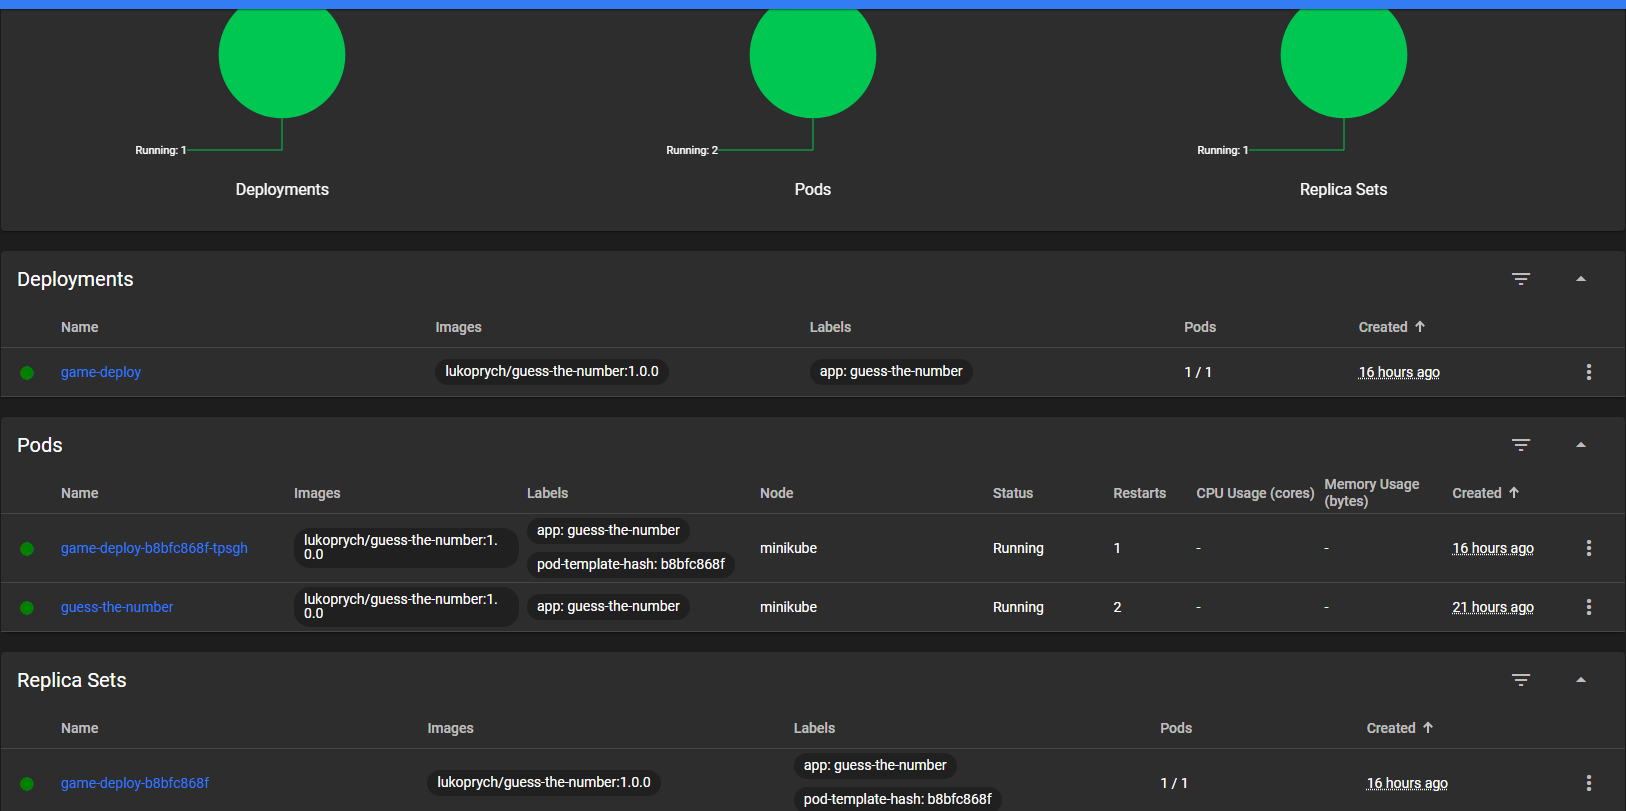 Running: 1
Running: 2
Running: 1
Deployments
Pods
Replica Sets
Deployments
Name Images Labels Pods Created
game-deploy lukoprych/guess-the-number:1.0.0 app: guess-the-number 1 / 1 16 hours ago
Pods
Name Images Labels Node Status Restarts CPU Usage (cores) Memory Usage
(bytes) Created
app: guess-the-number
game-deploy-b8bfc868f-tpsgh lukoprych/guess-the-number:1.
0.0 minikube Running 1 - - 16 hours ago
pod-template-hash: b8bfc868f
guess-the-number lukoprych/guess-the-number:1.
0.0 app: guess-the-number minikube Running 2 - - 21 hours ago
Replica Sets
Name Images Labels Pods Created
app: guess-the-number
game-deploy-b8bfc868f lukoprych/guess-the-number:1.0.0 1 / 1 16 hours ago
pod-template-hash: b8bfc868f